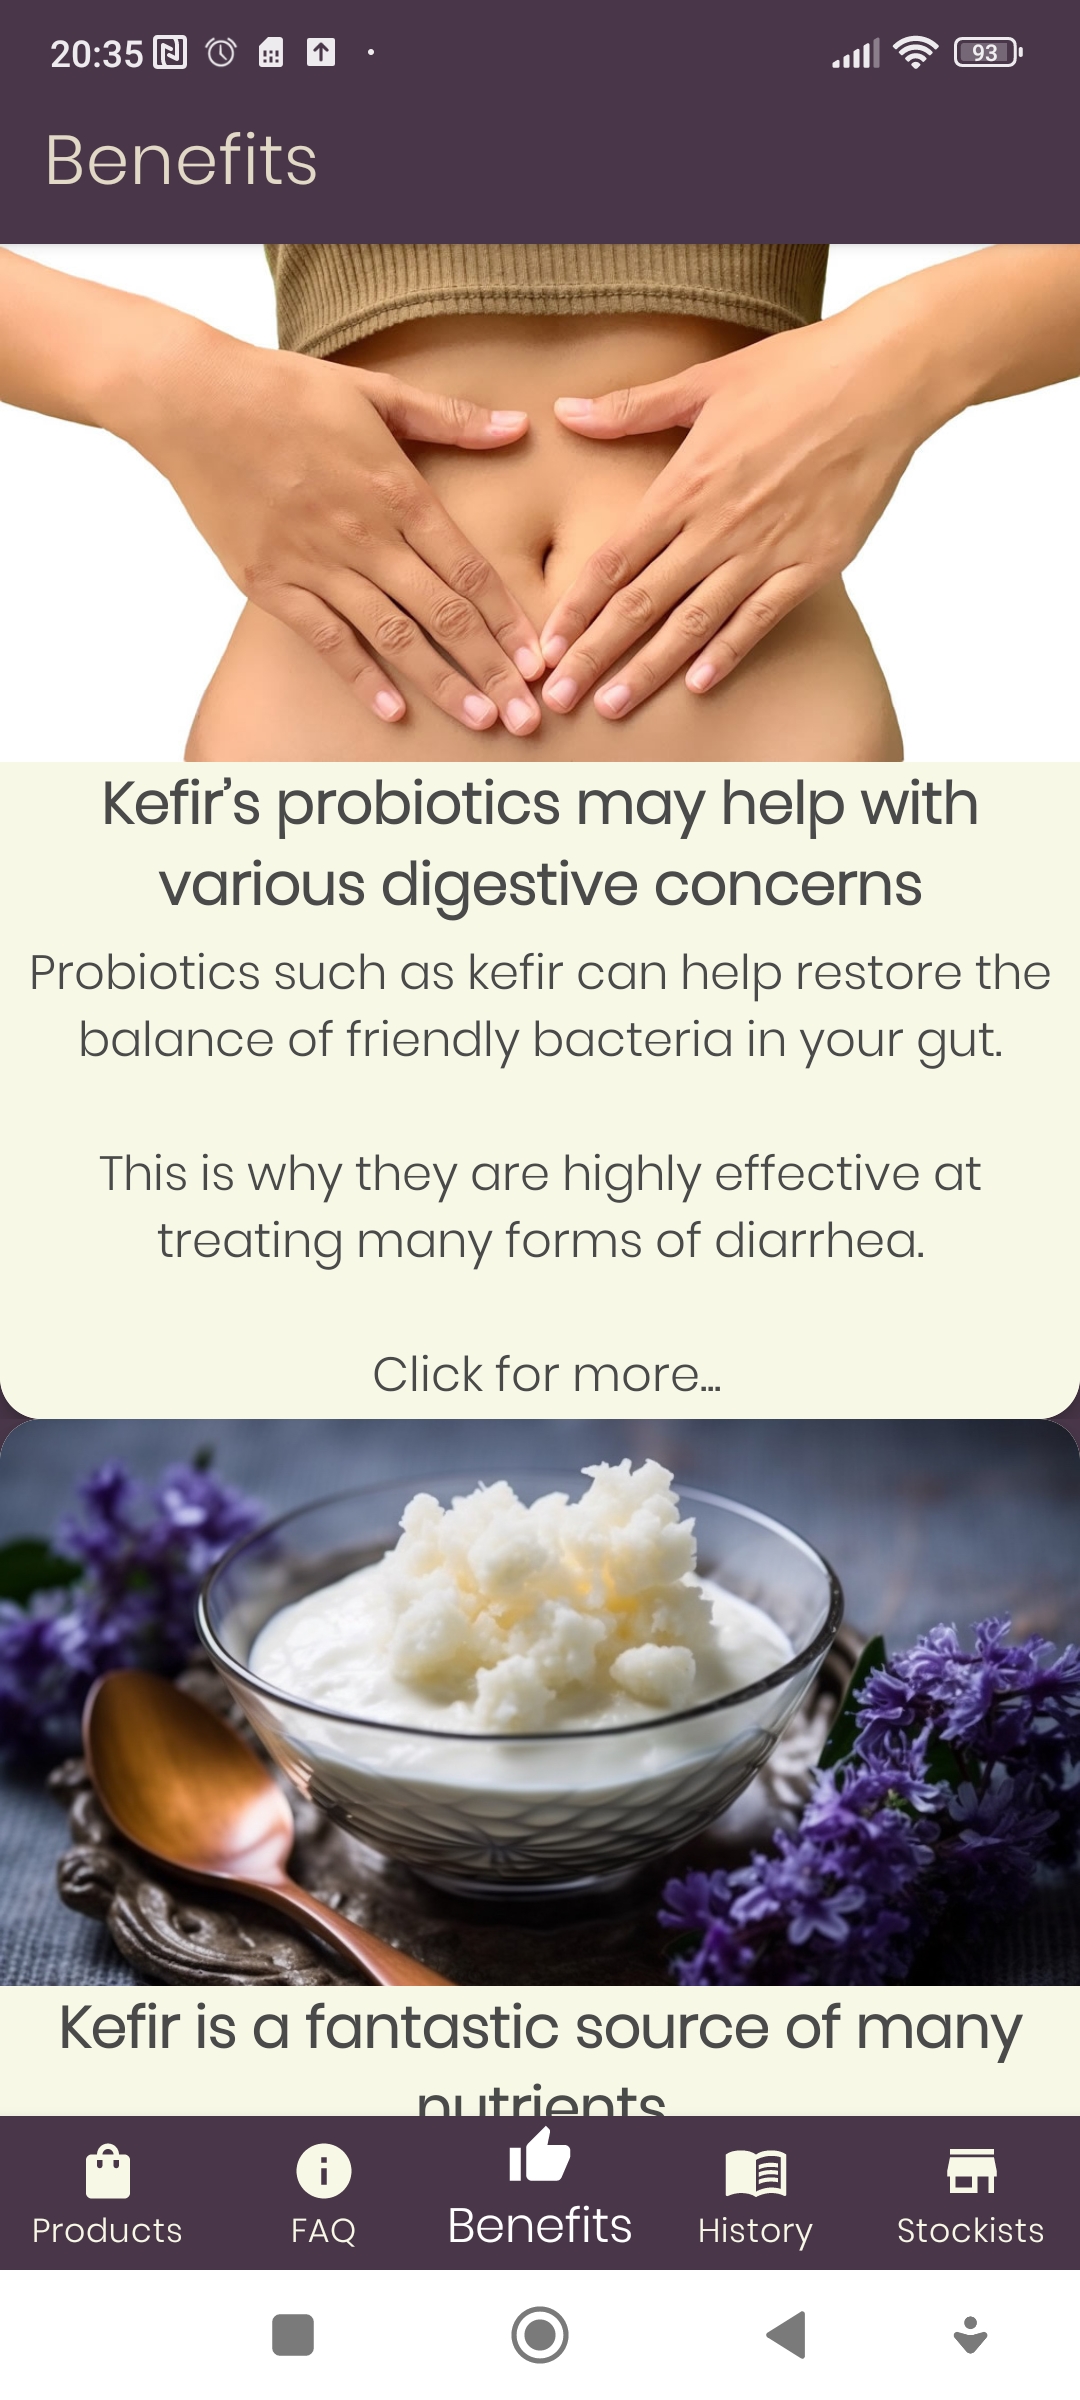 20:35
93
Benefits
Kefir’s probiotics may help with
various digestive concerns
Probiotics such as kefir can help restore the
balance of friendly bacteria in your gut.
This is why they are highly effective at
treating many forms of diarrhea.
Click for more...
Kefir is a fantastic source of many
nutrients
Products
FAQ
Benefits
History
Stockists